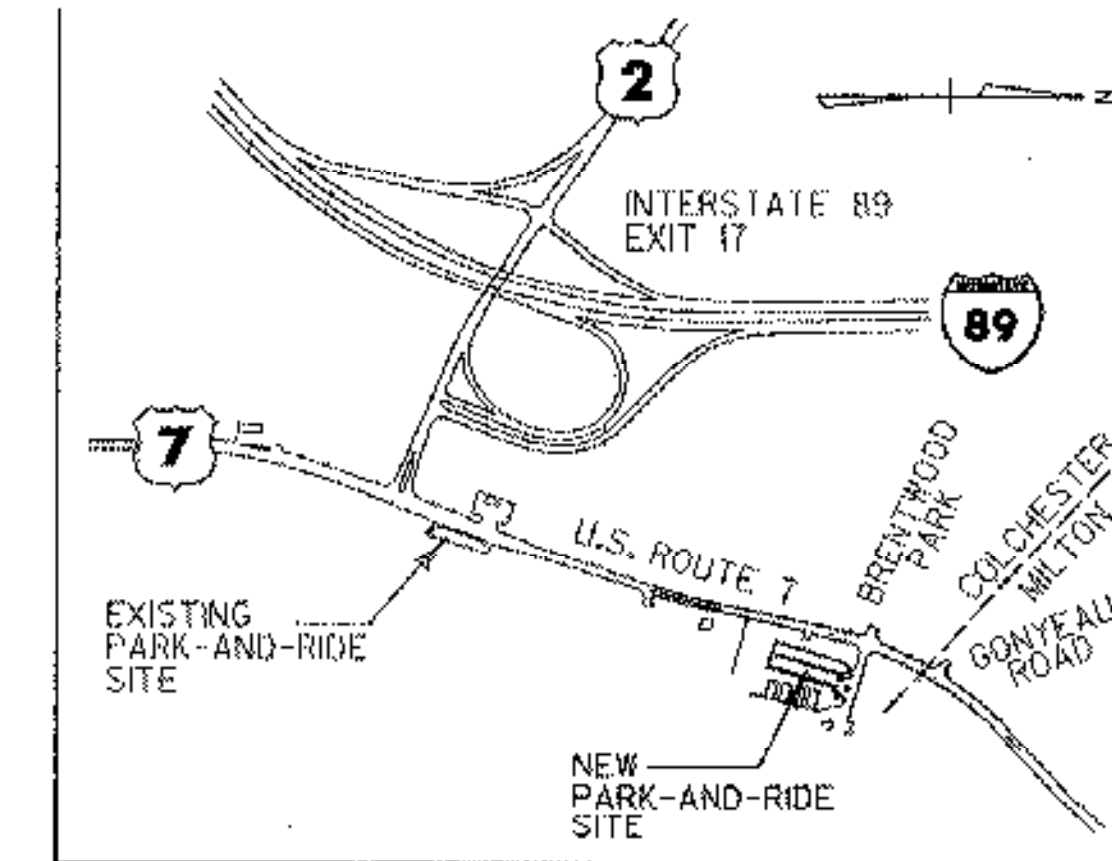 2
N
INTERSTATE 89
EXIT 17
89
7
BRENTWOOD
PARK
COLCHESTER
MILTON
U.S. ROUTE 7
GONYEAU
ROAD
EXISTING
PARK-AND-RIDE
SITE
NEW
PARK-AND-RIDE
SITE